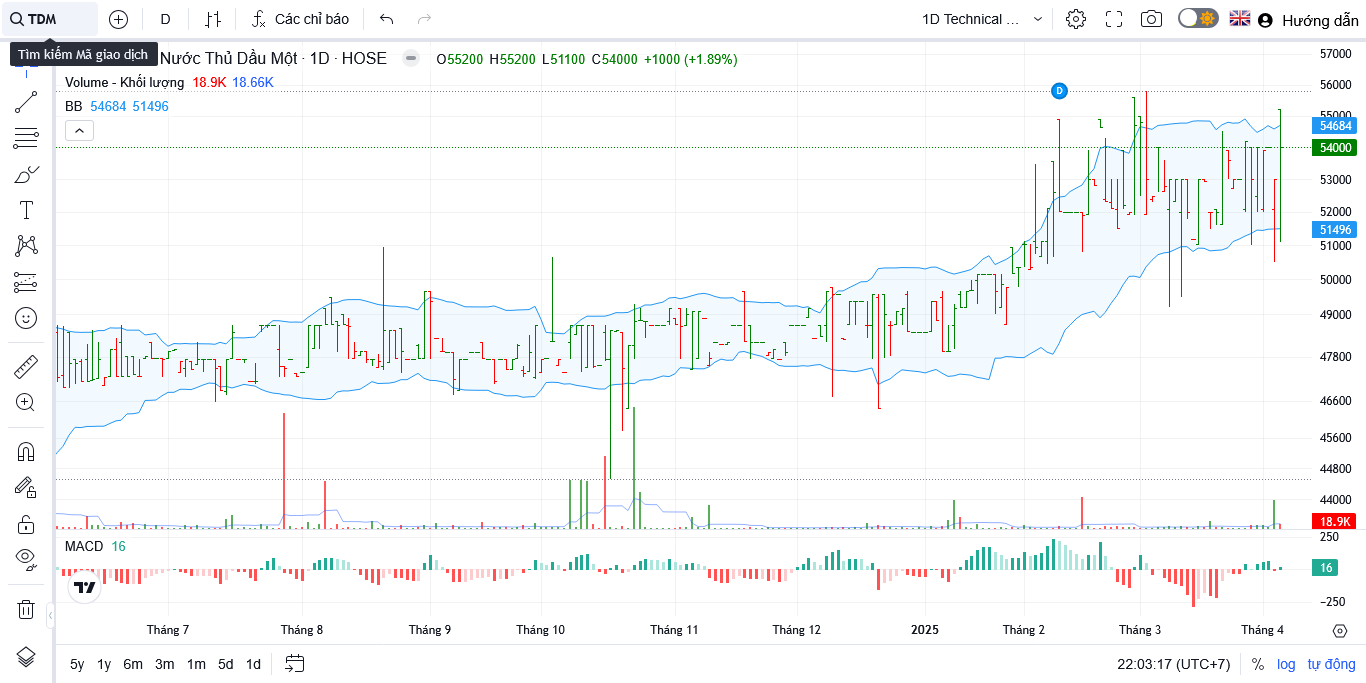 TDM D Các chỉ báo 1D Technical ... Hướng dẫn
Tìm kiếm Mã giao dịch
Nước Thủ Dầu Một · 1D · HOSE O55200 H55200 L51100 C54000 +1000 (+1.89%)
Volume - Khối lượng 18.9K 18.66K
BB 54684 51496
D
57000
56000
55000
54684
54000
53000
52000
51496
51000
50000
49000
47800
46600
45600
44800
44000
18.9K
MACD 16
250
16
−250
Tháng 7 Tháng 8 Tháng 9 Tháng 10 Tháng 11 Tháng 12 2025 Tháng 2 Tháng 3 Tháng 4
5y 1y 6m 3m 1m 5d 1d 22:03:17 (UTC+7) % log tự động